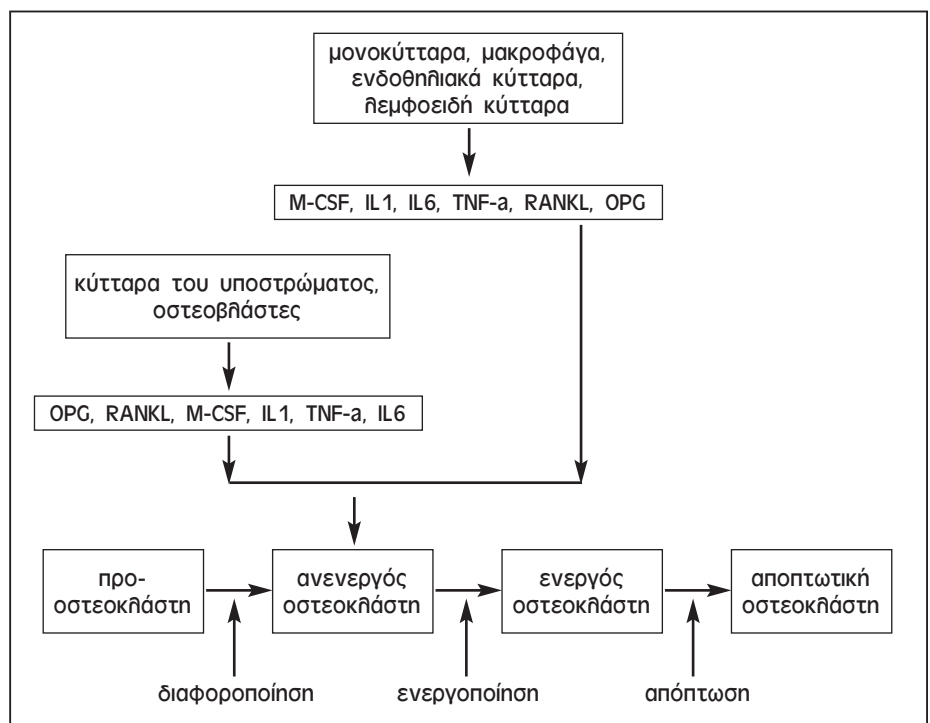 μονοκύτταρα, μακροφάγα,
ενδοθηλιακά κύτταρα,
λεμφοειδή κύτταρα
M-CSF, IL1, IL6, TNF-a, RANKL, OPG
κύτταρα του υποστρώματος,
οστεοβλάστες
OPG, RANKL, M-CSF, IL1, TNF-a, IL6
προ-
οστεοκλάστη
ανενεργός
οστεοκλάστη
ενεργός
οστεοκλάστη
αποπτωτική
οστεοκλάστη
διαφοροποίηση
ενεργοποίηση
απόπτωση